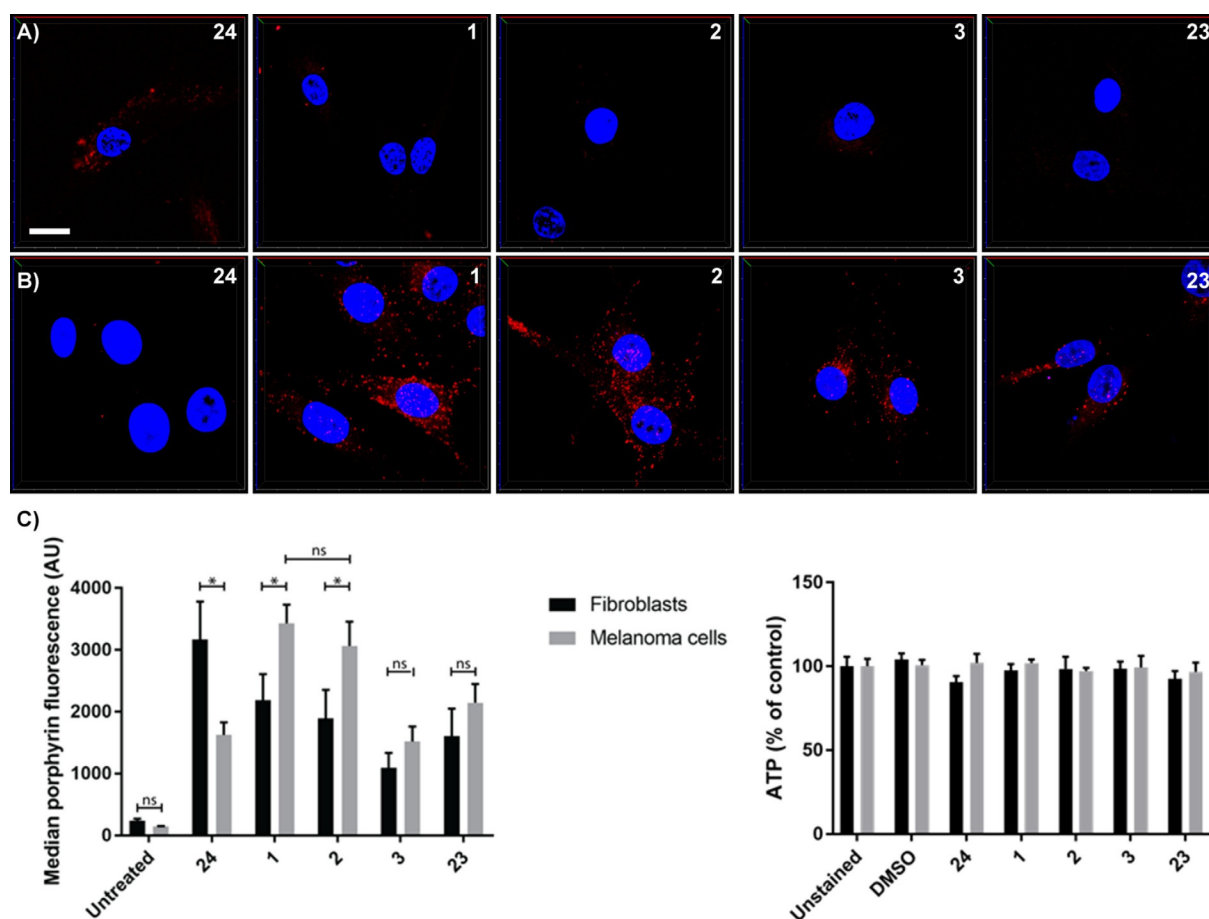 A) 24 1 2 3 23
B) 24 1 2 3 23
C)
Median porphyrin fluorescence (AU)
4000
3000
2000
1000
0
ns * * * ns ns ns
Untreated 24 1 2 3 23
Fibroblasts
Melanoma cells
ATP (% of control)
150
100
50
0
Unstained DMSO 24 1 2 3 23